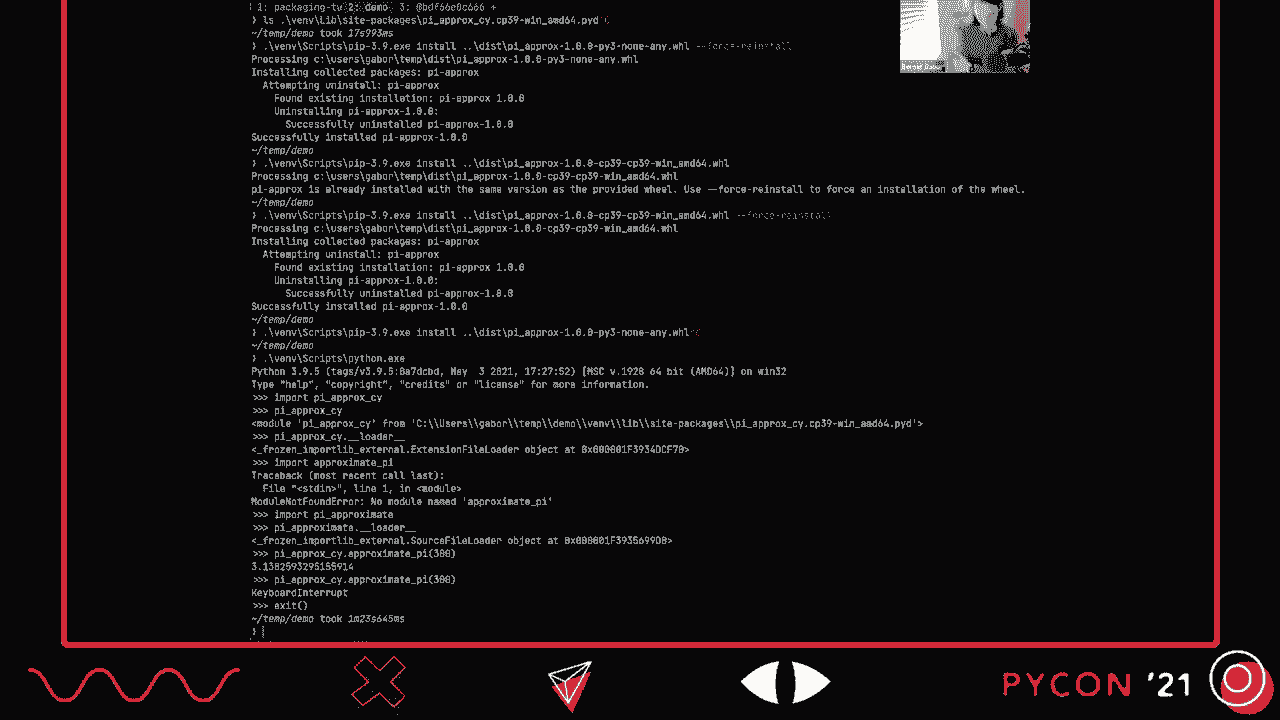 1: packaging-tw 2: demo 3: @bdf66e0c666 +
❯ ls .\venv\lib\site-packages\pi_approx_cy.cp39-win_amd64.pyd
~/temp/demo took 17s993ms
❯ .\venv\Scripts\pip-3.9.exe install ..\dist\pi_approx-1.0.0-py3-none-any.whl --force-reinstall
Processing c:\users\gabor\temp\dist\pi_approx-1.0.0-py3-none-any.whl
Installing collected packages: pi-approx
Attempting uninstall: pi-approx
Found existing installation: pi-approx 1.0.0
Uninstalling pi-approx-1.0.0:
Successfully uninstalled pi-approx-1.0.0
Successfully installed pi-approx-1.0.0
~/temp/demo
❯ .\venv\Scripts\pip-3.9.exe install ..\dist\pi_approx-1.0.0-cp39-cp39-win_amd64.whl
Processing c:\users\gabor\temp\dist\pi_approx-1.0.0-cp39-cp39-win_amd64.whl
pi-approx is already installed with the same version as the provided wheel. Use --force-reinstall to force an installation of the wheel.
~/temp/demo
❯ .\venv\Scripts\pip-3.9.exe install ..\dist\pi_approx-1.0.0-cp39-cp39-win_amd64.whl --force-reinstall
Processing c:\users\gabor\temp\dist\pi_approx-1.0.0-cp39-cp39-win_amd64.whl
Installing collected packages: pi-approx
Attempting uninstall: pi-approx
Found existing installation: pi-approx 1.0.0
Uninstalling pi-approx-1.0.0:
Successfully uninstalled pi-approx-1.0.0
Successfully installed pi-approx-1.0.0
~/temp/demo
❯ .\venv\Scripts\pip-3.9.exe install ..\dist\pi_approx-1.0.0-py3-none-any.whl
~/temp/demo
❯ .\venv\Scripts\python.exe
Python 3.9.5 (tags/v3.9.5:0a7dcbd, May 3 2021, 17:27:52) [MSC v.1928 64 bit (AMD64)] on win32
Type "help", "copyright", "credits" or "license" for more information.
>>> import pi_approx_cy
>>> pi_approx_cy
<module 'pi_approx_cy' from 'C:\\Users\\gabor\\temp\\demo\\venv\\lib\\site-packages\\pi_approx_cy.cp39-win_amd64.pyd'>
>>> pi_approx_cy.__loader__
<_frozen_importlib_external.ExtensionFileLoader object at 0x000001F3934DCF70>
>>> import approximate_pi
Traceback (most recent call last):
File "<stdin>", line 1, in <module>
ModuleNotFoundError: No module named 'approximate_pi'
>>> import pi_approximate
>>> pi_approximate.__loader__
<_frozen_importlib_external.SourceFileLoader object at 0x000001F3935699D0>
>>> pi_approx_cy.approximate_pi(300)
3.1382593295155914
>>> pi_approx_cy.approximate_pi(300)
KeyboardInterrupt
>>> exit()
~/temp/demo took 1m23s645ms
❯
PYCON '21